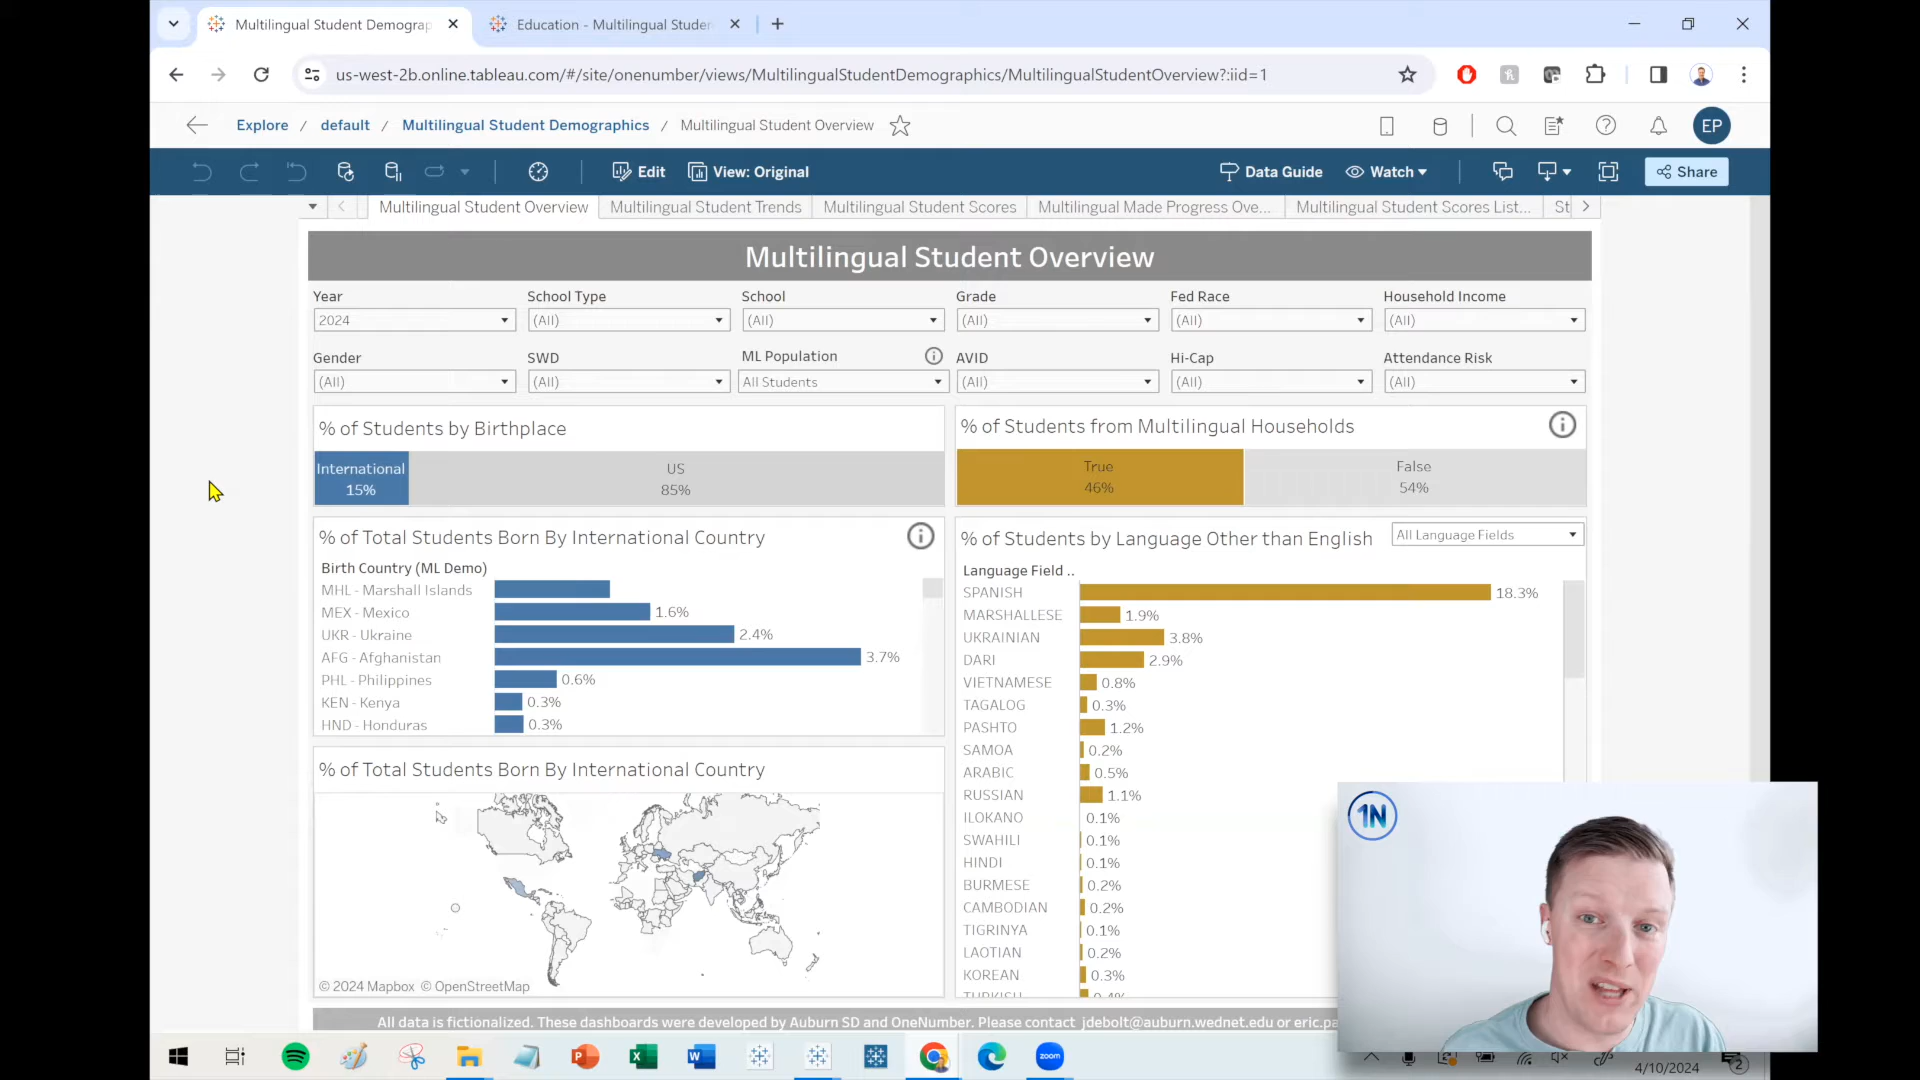 Multilingual Student Demograp
Education - Multilingual Studen
us-west-2b.online.tableau.com/#/site/onenumber/views/MultilingualStudentDemographics/MultilingualStudentOverview?:iid=1
Explore / default / Multilingual Student Demographics / Multilingual Student Overview
EP
Edit
View: Original
Data Guide
Watch
Share
Multilingual Student Overview
Multilingual Student Trends
Multilingual Student Scores
Multilingual Made Progress Ove...
Multilingual Student Scores List...
St
Multilingual Student Overview
Year School Type School Grade Fed Race Household Income
2024 (All) (All) (All) (All) (All)
Gender SWD ML Population AVID Hi-Cap Attendance Risk
(All) (All) All Students (All) (All) (All)
% of Students by Birthplace
International US
15% 85%
% of Students from Multilingual Households
True False
46% 54%
% of Total Students Born By International Country
Birth Country (ML Demo)
MHL - Marshall Islands
MEX - Mexico 1.6%
UKR - Ukraine 2.4%
AFG - Afghanistan 3.7%
PHL - Philippines 0.6%
KEN - Kenya 0.3%
HND - Honduras 0.3%
% of Total Students Born By International Country
© 2024 Mapbox © OpenStreetMap
% of Students by Language Other than English
All Language Fields
Language Field ..
SPANISH 18.3%
MARSHALLESE 1.9%
UKRAINIAN 3.8%
DARI 2.9%
VIETNAMESE 0.8%
TAGALOG 0.3%
PASHTO 1.2%
SAMOA 0.2%
ARABIC 0.5%
RUSSIAN 1.1%
ILOKANO 0.1%
SWAHILI 0.1%
HINDI 0.1%
BURMESE 0.2%
CAMBODIAN 0.2%
TIGRINYA 0.1%
LAOTIAN 0.2%
KOREAN 0.3%
TURKISH 0.4%
All data is fictionalized. These dashboards were developed by Auburn SD and OneNumber. Please contact jdebolt@auburn.wednet.edu or eric.pa
1N
zoom
4/10/2024
2